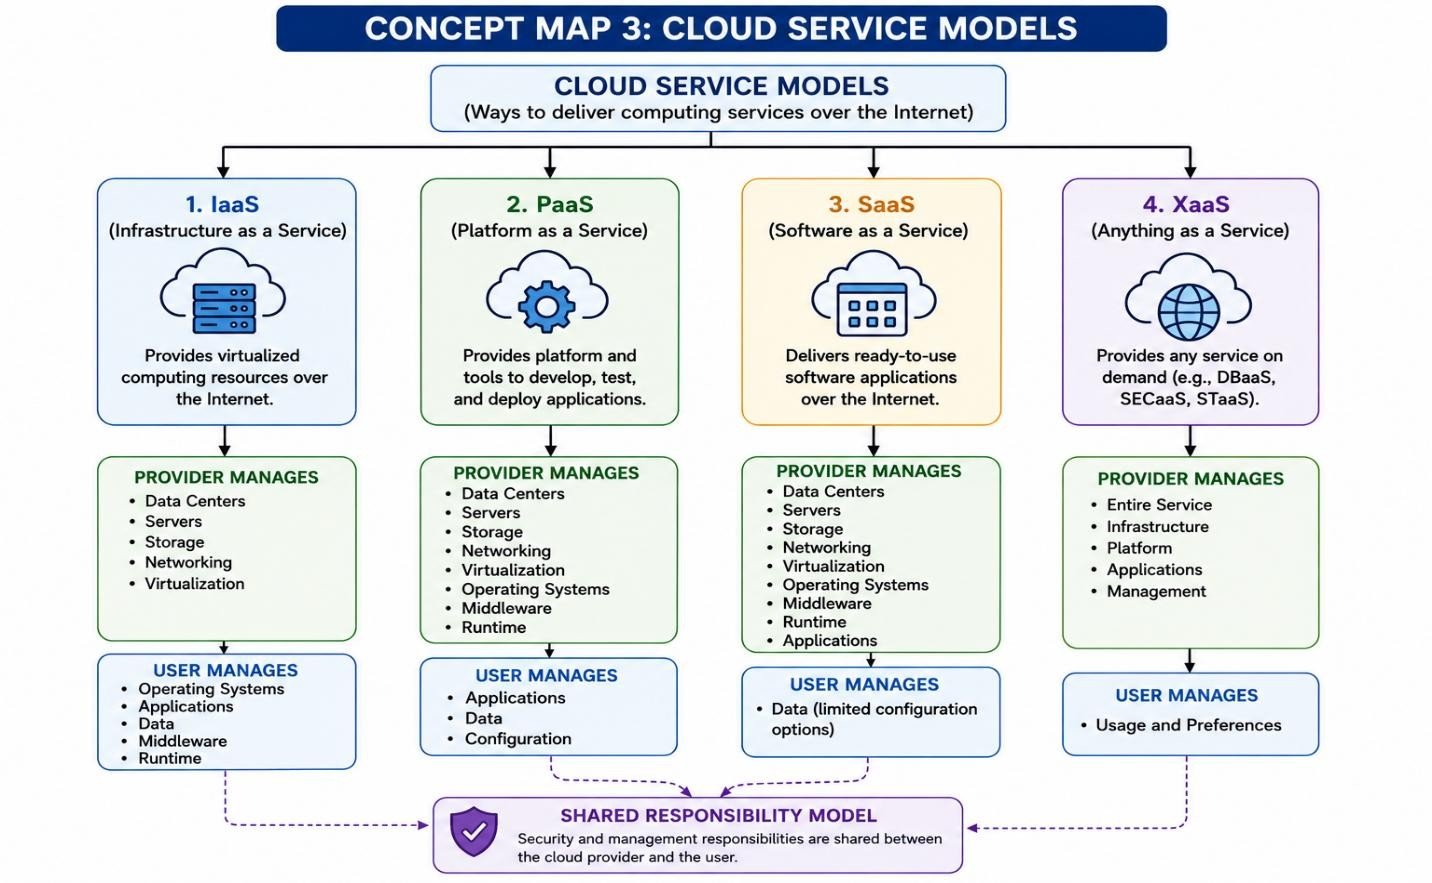 CONCEPT MAP 3: CLOUD SERVICE MODELS
CLOUD SERVICE MODELS
(Ways to deliver computing services over the Internet)
1. IaaS
(Infrastructure as a Service)
Provides virtualized
computing resources over
the Internet.
PROVIDER MANAGES
• Data Centers
• Servers
• Storage
• Networking
• Virtualization
USER MANAGES
• Operating Systems
• Applications
• Data
• Middleware
• Runtime
2. PaaS
(Platform as a Service)
Provides platform and
tools to develop, test,
and deploy applications.
PROVIDER MANAGES
• Data Centers
• Servers
• Storage
• Networking
• Virtualization
• Operating Systems
• Middleware
• Runtime
USER MANAGES
• Applications
• Data
• Configuration
3. SaaS
(Software as a Service)
Delivers ready-to-use
software applications
over the Internet.
PROVIDER MANAGES
• Data Centers
• Servers
• Storage
• Networking
• Virtualization
• Operating Systems
• Middleware
• Runtime
• Applications
USER MANAGES
• Data (limited configuration
options)
4. XaaS
(Anything as a Service)
Provides any service on
demand (e.g., DBaaS,
SECaaS, STaaS).
PROVIDER MANAGES
• Entire Service
• Infrastructure
• Platform
• Applications
• Management
USER MANAGES
• Usage and Preferences
SHARED RESPONSIBILITY MODEL
Security and management responsibilities are shared between
the cloud provider and the user.